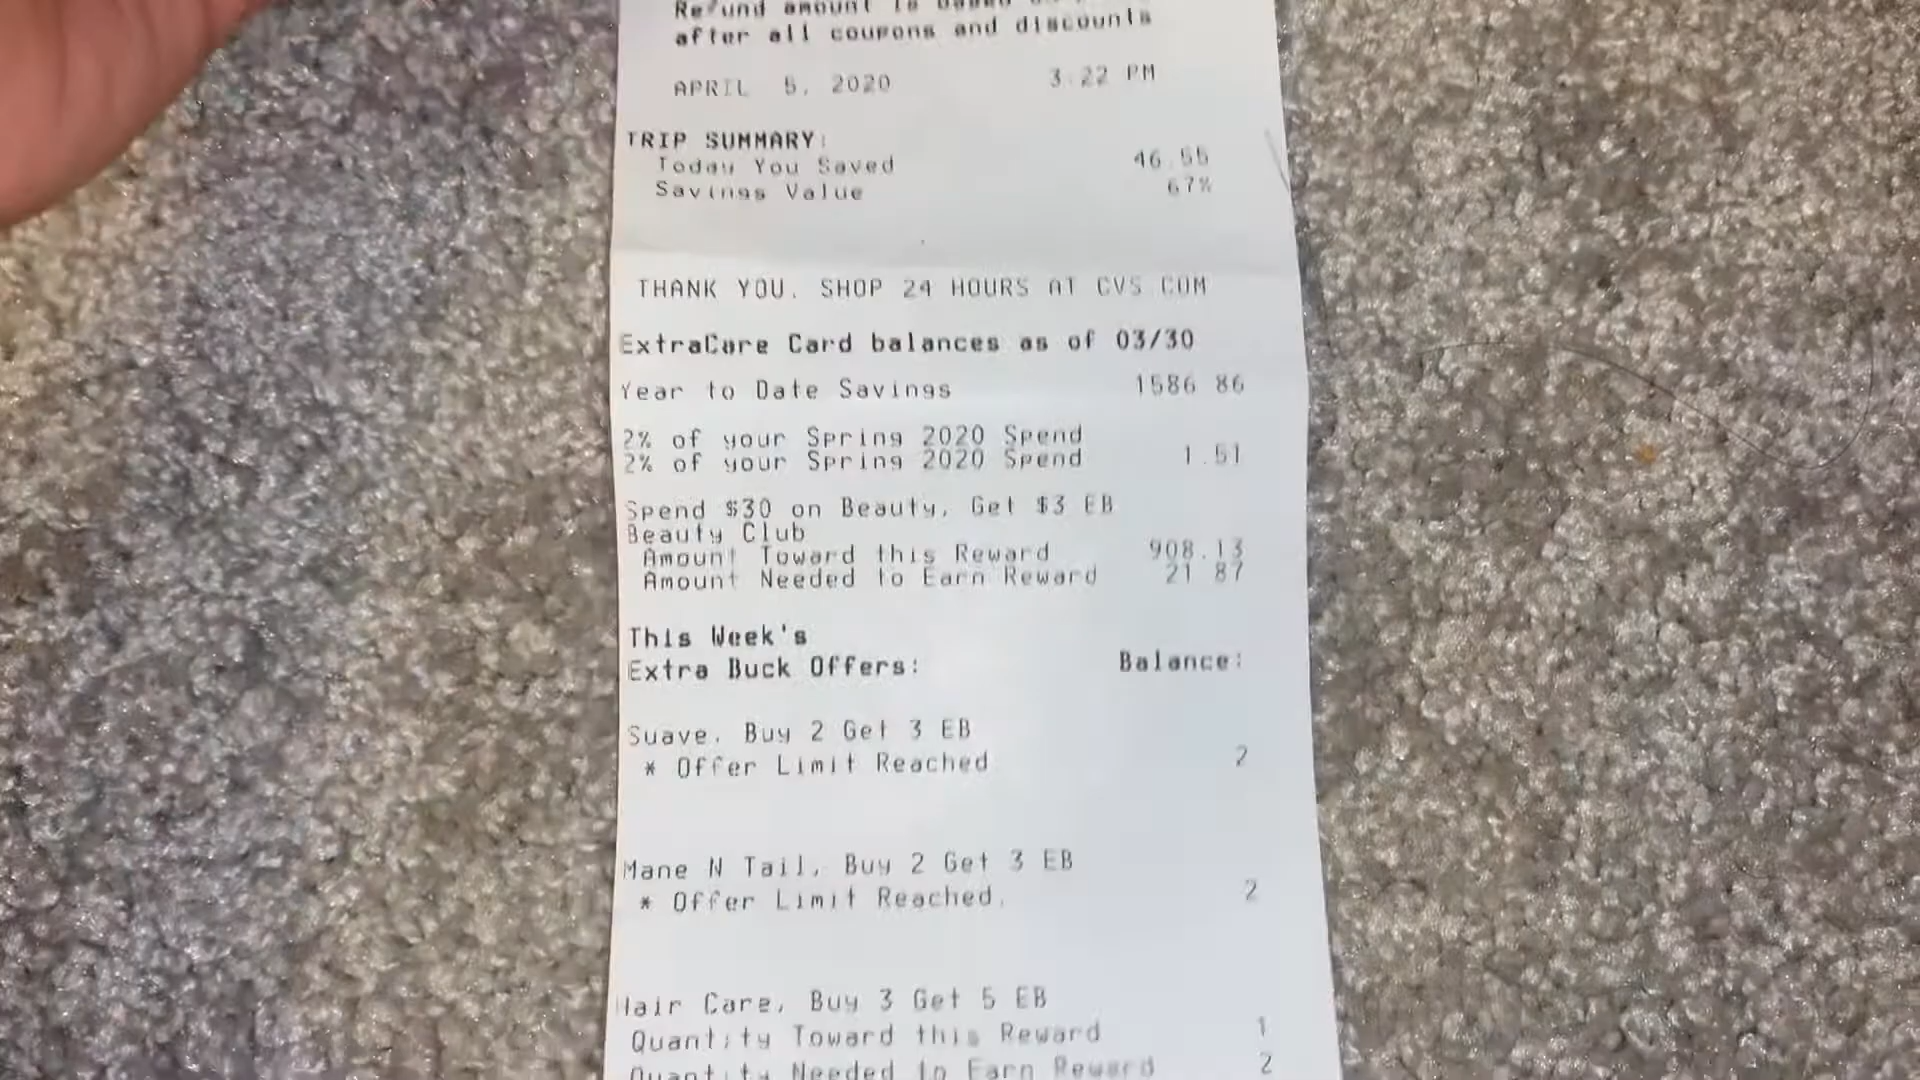 Refund amount is based
after all coupons and discounts
APRIL 5, 2020 3:22 PM
TRIP SUMMARY:
Today You Saved 46.55
Savings Value 67%
THANK YOU. SHOP 24 HOURS AT CVS.COM
ExtraCare Card balances as of 03/30
Year to Date Savings 1586.86
2% of your Spring 2020 Spend
2% of your Spring 2020 Spend 1.51
Spend $30 on Beauty, Get $3 EB
Beauty Club
Amount Toward this Reward 908.13
Amount Needed to Earn Reward 21.87
This Week's
Extra Buck Offers: Balance:
Suave, Buy 2 Get 3 EB
* Offer Limit Reached 2
Mane N Tail, Buy 2 Get 3 EB
* Offer Limit Reached. 2
Hair Care, Buy 3 Get 5 EB
Quantity Toward this Reward 1
Quantity Needed to Earn Reward 2